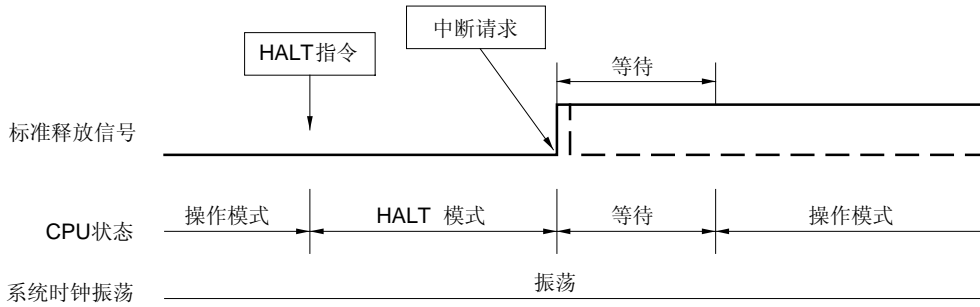 中断请求
HALT指令
等待
标准释放信号
操作模式
HALT 模式
等待
操作模式
CPU状态
振荡
系统时钟振荡